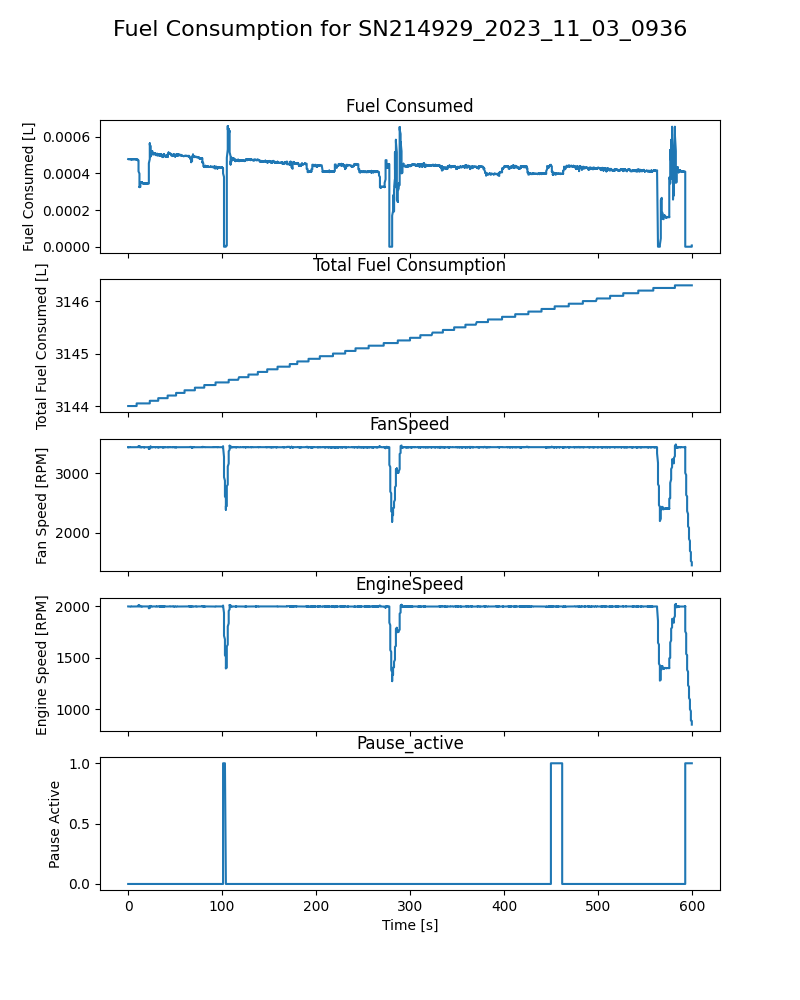 Fuel Consumption for SN214929_2023_11_03_0936
Fuel Consumed
Fuel Consumed [L]
0.0006
0.0004
0.0002
0.0000
Total Fuel Consumption
Total Fuel Consumed [L]
3146
3145
3144
FanSpeed
Fan Speed [RPM]
3000
2000
EngineSpeed
Engine Speed [RPM]
2000
1500
1000
Pause_active
Pause Active
1.0
0.5
0.0
0 100 200 300 400 500 600
Time [s]